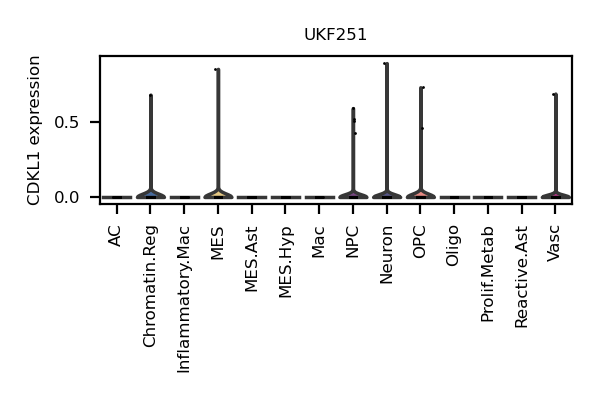 UKF251
CDKL1 expression
0.5
0.0
AC
Chromatin.Reg
Inflammatory.Mac
MES
MES.Ast
MES.Hyp
Mac
NPC
Neuron
OPC
Oligo
Prolif.Metab
Reactive.Ast
Vasc